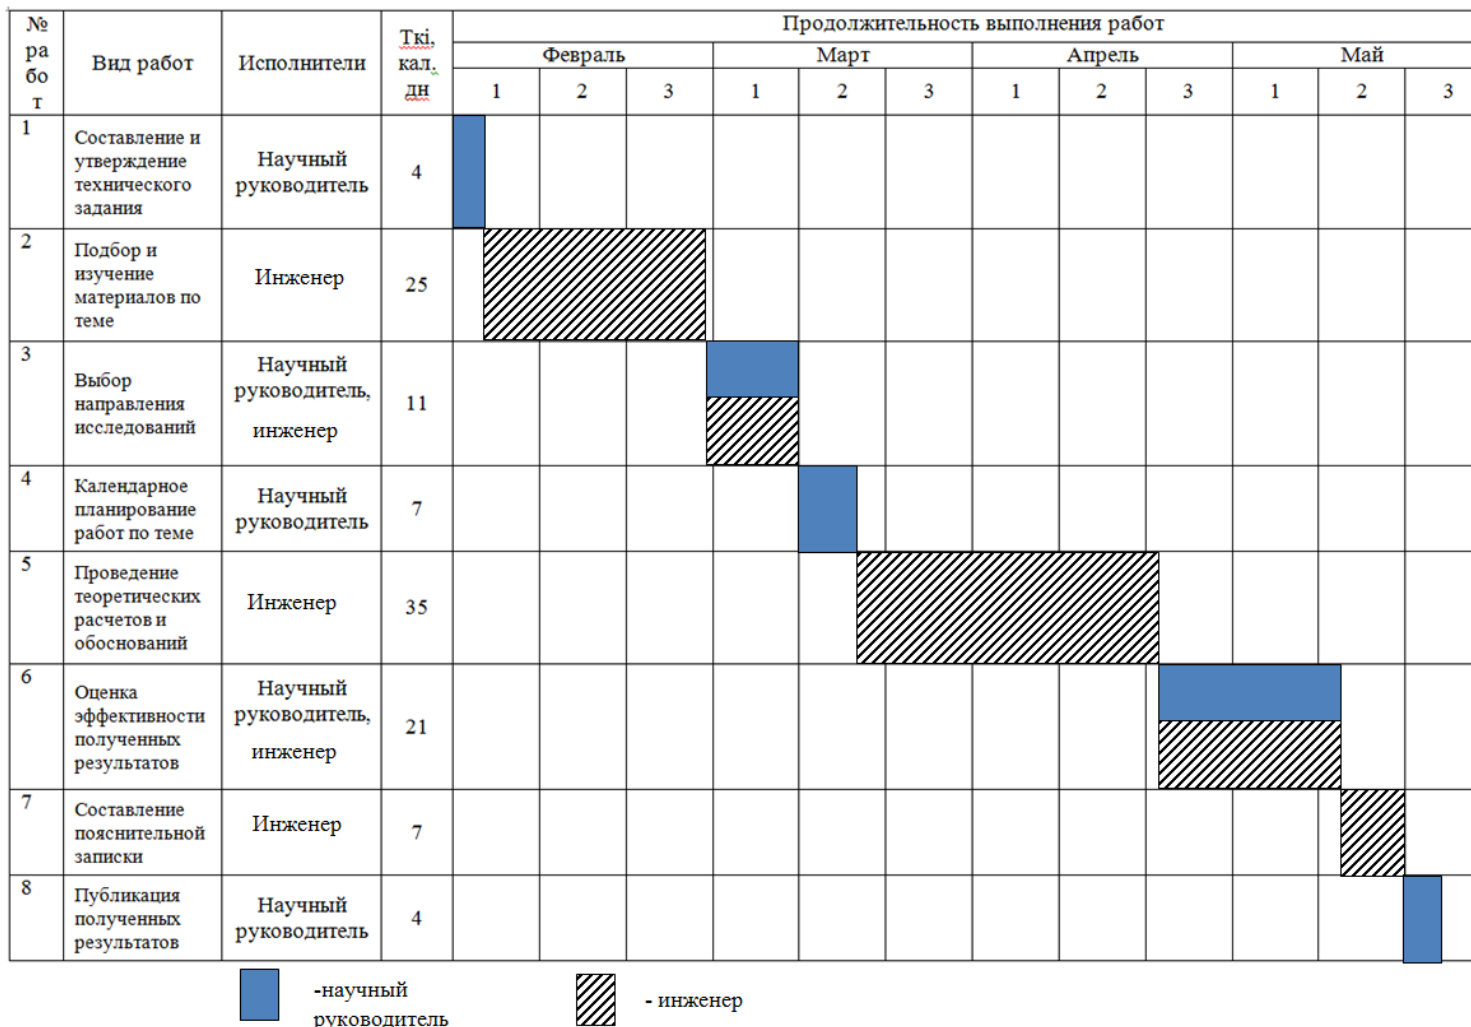 №
ра
бо
т
Вид работ
Исполнители
Ткі,
кал.
дн
Продолжительность выполнения работ
Февраль
Март
Апрель
Май
1
2
3
1
2
3
1
2
3
1
2
3
1
Составление и
утверждение
технического
задания
Научный
руководитель
4
2
Подбор и
изучение
материалов по
теме
Инженер
25
3
Выбор
направления
исследований
Научный
руководитель,
инженер
11
4
Календарное
планирование
работ по теме
Научный
руководитель
7
5
Проведение
теоретических
расчетов и
обоснований
Инженер
35
6
Оценка
эффективности
полученных
результатов
Научный
руководитель,
инженер
21
7
Составление
пояснительной
записки
Инженер
7
8
Публикация
полученных
результатов
Научный
руководитель
4
-научный
руководитель
- инженер